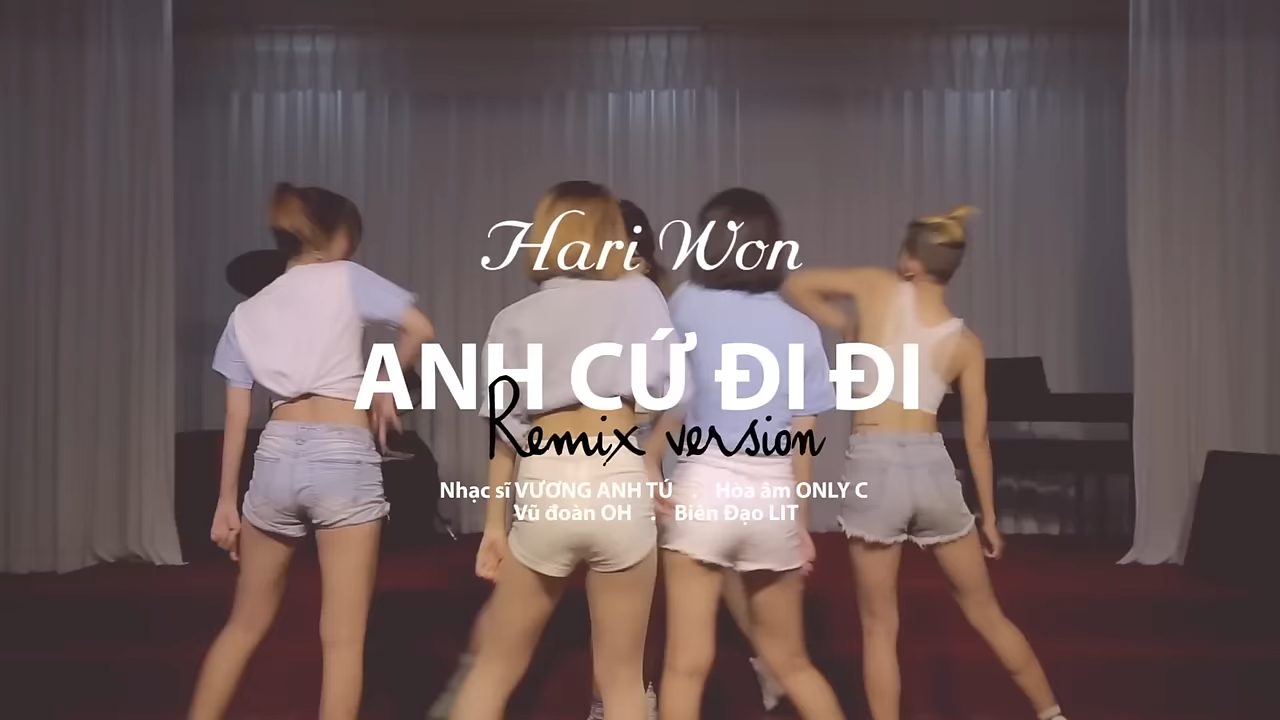 Hari Won
ANH CỨ ĐI ĐI
Remix version
Nhạc sĩ VƯƠNG ANH TÚ . Hòa âm ONLY C
Vũ đoàn OH . Biên Đạo LIT